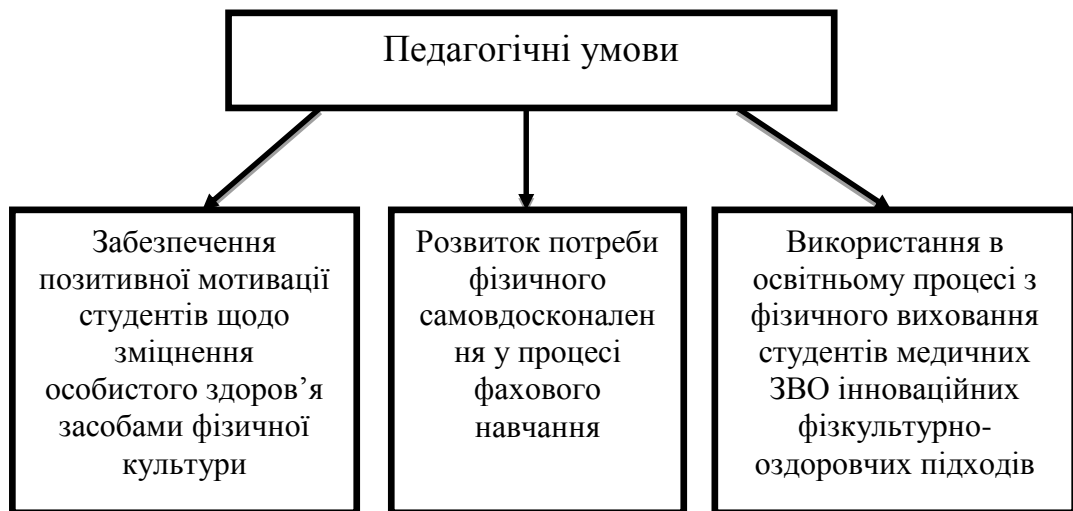 Педагогічні умови
Забезпечення
позитивної мотивації
студентів щодо
зміцнення
особистого здоров’я
засобами фізичної
культури
Розвиток потреби
фізичного
самовдосконален
ня у процесі
фахового
навчання
Використання в
освітньому процесі з
фізичного виховання
студентів медичних
ЗВО інноваційних
фізкультурно-
оздоровчих підходів